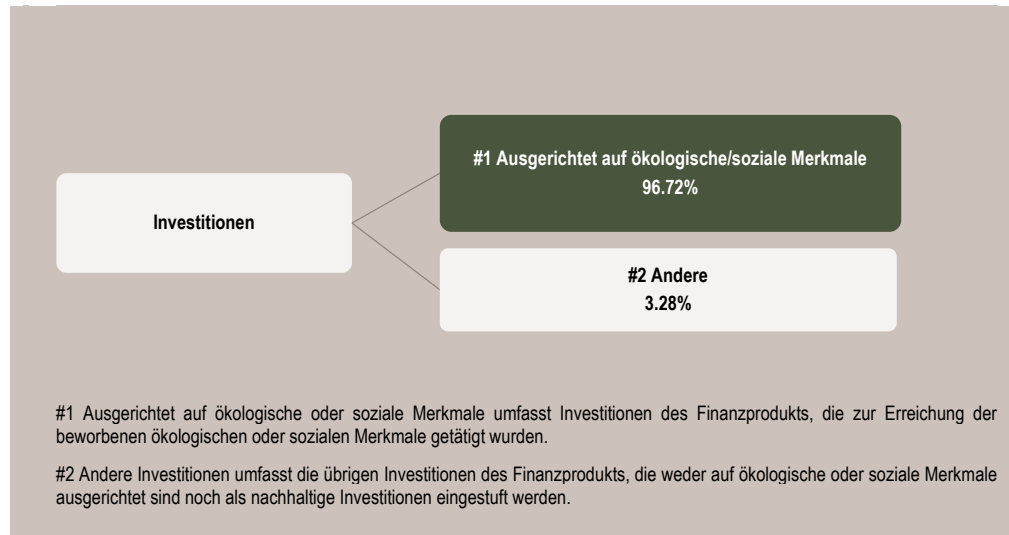 #1 Ausgerichtet auf ökologische/soziale Merkmale
96.72%
Investitionen
#2 Andere
3.28%
#1 Ausgerichtet auf ökologische oder soziale Merkmale umfasst Investitionen des Finanzprodukts, die zur Erreichung der
beworbenen ökologischen oder sozialen Merkmale getätigt wurden.
#2 Andere Investitionen umfasst die übrigen Investitionen des Finanzprodukts, die weder auf ökologische oder soziale Merkmale
ausgerichtet sind noch als nachhaltige Investitionen eingestuft werden.